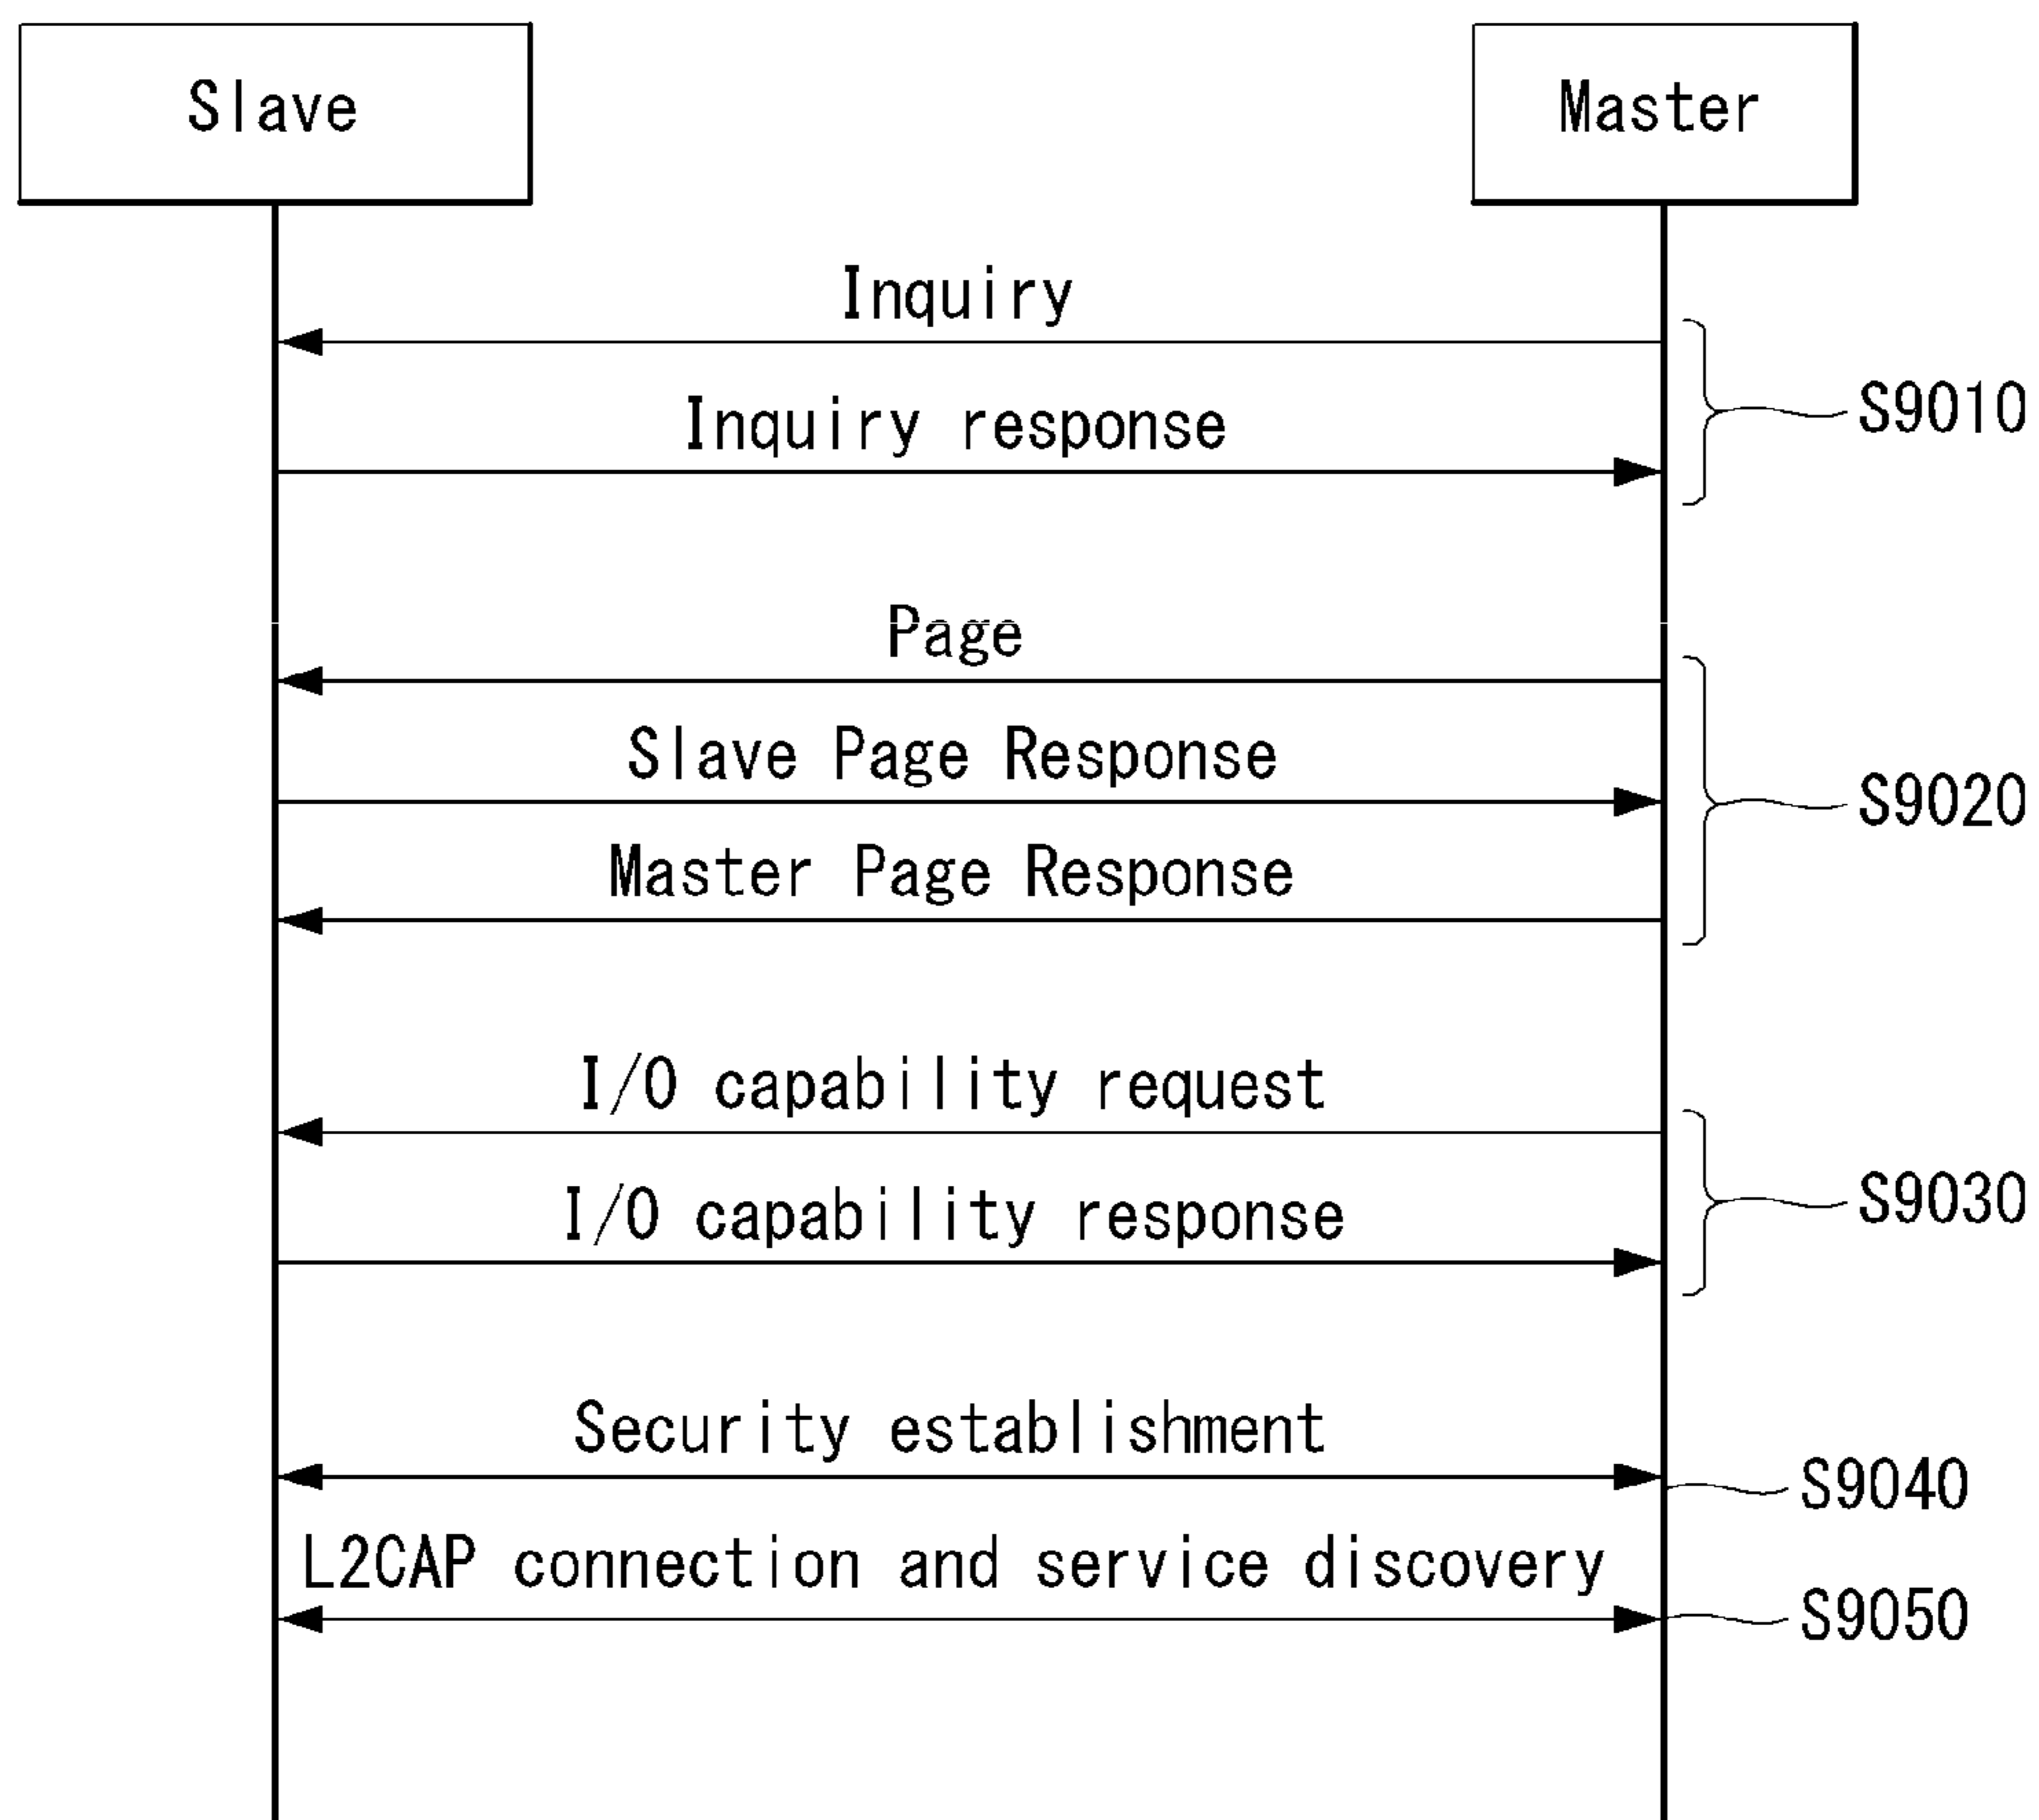 Slave
Master
Inquiry
Inquiry response
S9010
Page
Slave Page Response
S9020
Master Page Response
I/O capability request
I/O capability response
S9030
Security establishment
S9040
L2CAP connection and service discovery
S9050